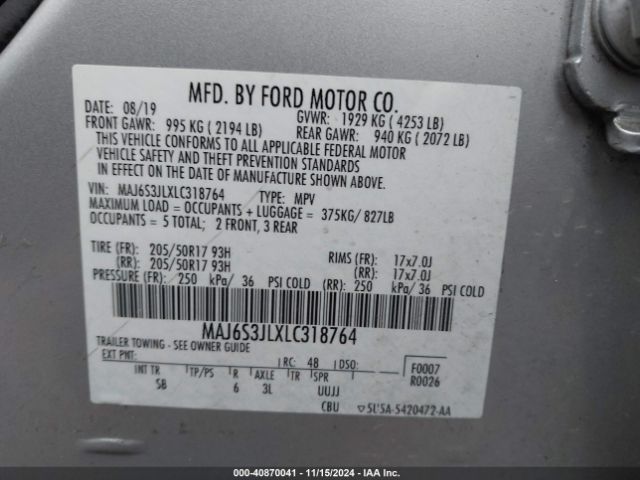 MFD. BY FORD MOTOR CO.
DATE: 08/19 GVWR: 1929 KG ( 4253 LB)
FRONT GAWR: 995 KG ( 2194 LB) REAR GAWR: 940 KG ( 2072 LB)
THIS VEHICLE CONFORMS TO ALL APPLICABLE FEDERAL MOTOR
VEHICLE SAFETY AND THEFT PREVENTION STANDARDS
IN EFFECT ON THE DATE OF MANUFACTURE SHOWN ABOVE.
VIN: MAJ6S3JLXLC318764 TYPE: MPV
MAXIMUM LOAD = OCCUPANTS + LUGGAGE = 375KG/ 827LB
OCCUPANTS = 5 TOTAL; 2 FRONT, 3 REAR
TIRE (FR): 205/50R17 93H RIMS (FR): 17x7.0J
(RR): 205/50R17 93H (RR): 17x7.0J
PRESSURE (FR): 250 kPa/ 36 PSI COLD (RR): 250 kPa/ 36 PSI COLD
MAJ6S3JLXLC318764
TRAILER TOWING - SEE OWNER GUIDE
EXT PNT: RC: 48 DSO: F0007
INT TR TP/PS R AXLE TR SPR R0026
SB 6 3L UUJJ
CBU 5U5A-5420472-AA
000-40870041 - 11/15/2024 - IAA Inc.